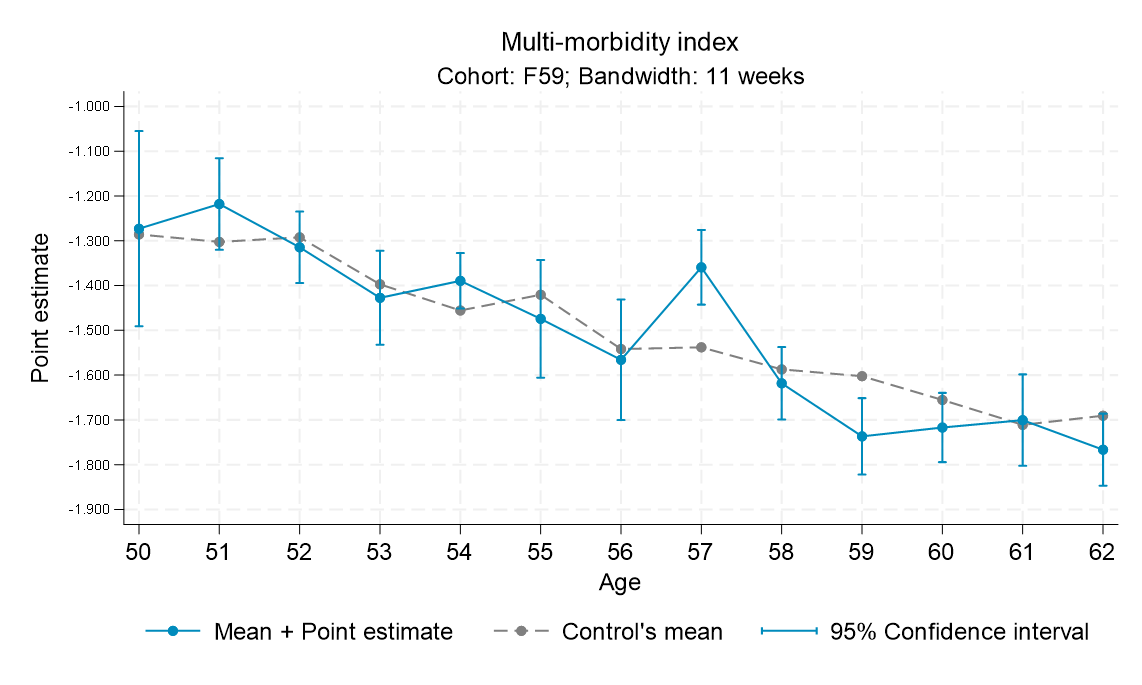 Multi-morbidity index
Cohort: F59; Bandwidth: 11 weeks
Point estimate
-1.000
-1.100
-1.200
-1.300
-1.400
-1.500
-1.600
-1.700
-1.800
-1.900
50 51 52 53 54 55 56 57 58 59 60 61 62
Age
Mean + Point estimate Control's mean 95% Confidence interval